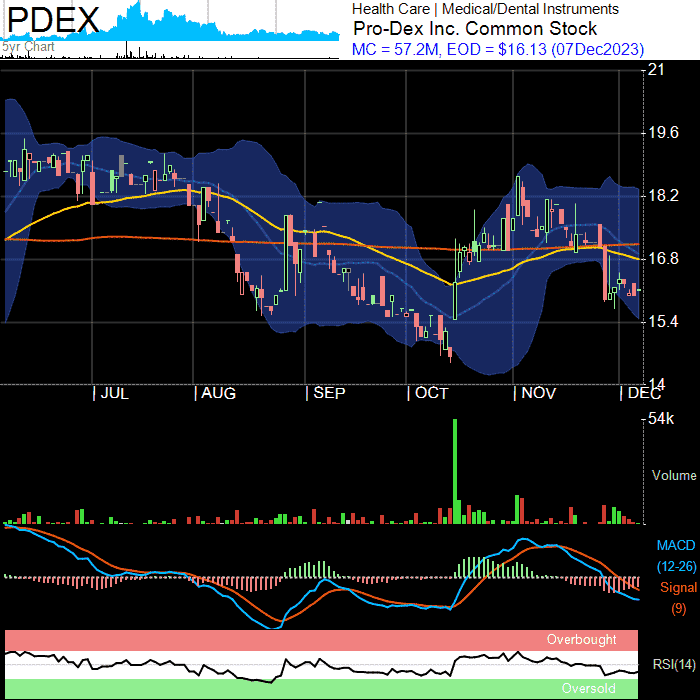 PDEX
5yr Chart
Health Care | Medical/Dental Instruments
Pro-Dex Inc. Common Stock
MC = 57.2M, EOD = $16.13 (07Dec2023)
21
19.6
18.2
16.8
15.4
14
JUL AUG SEP OCT NOV DEC
54k
Volume
MACD
(12-26)
Signal
(9)
Overbought
RSI(14)
Oversold